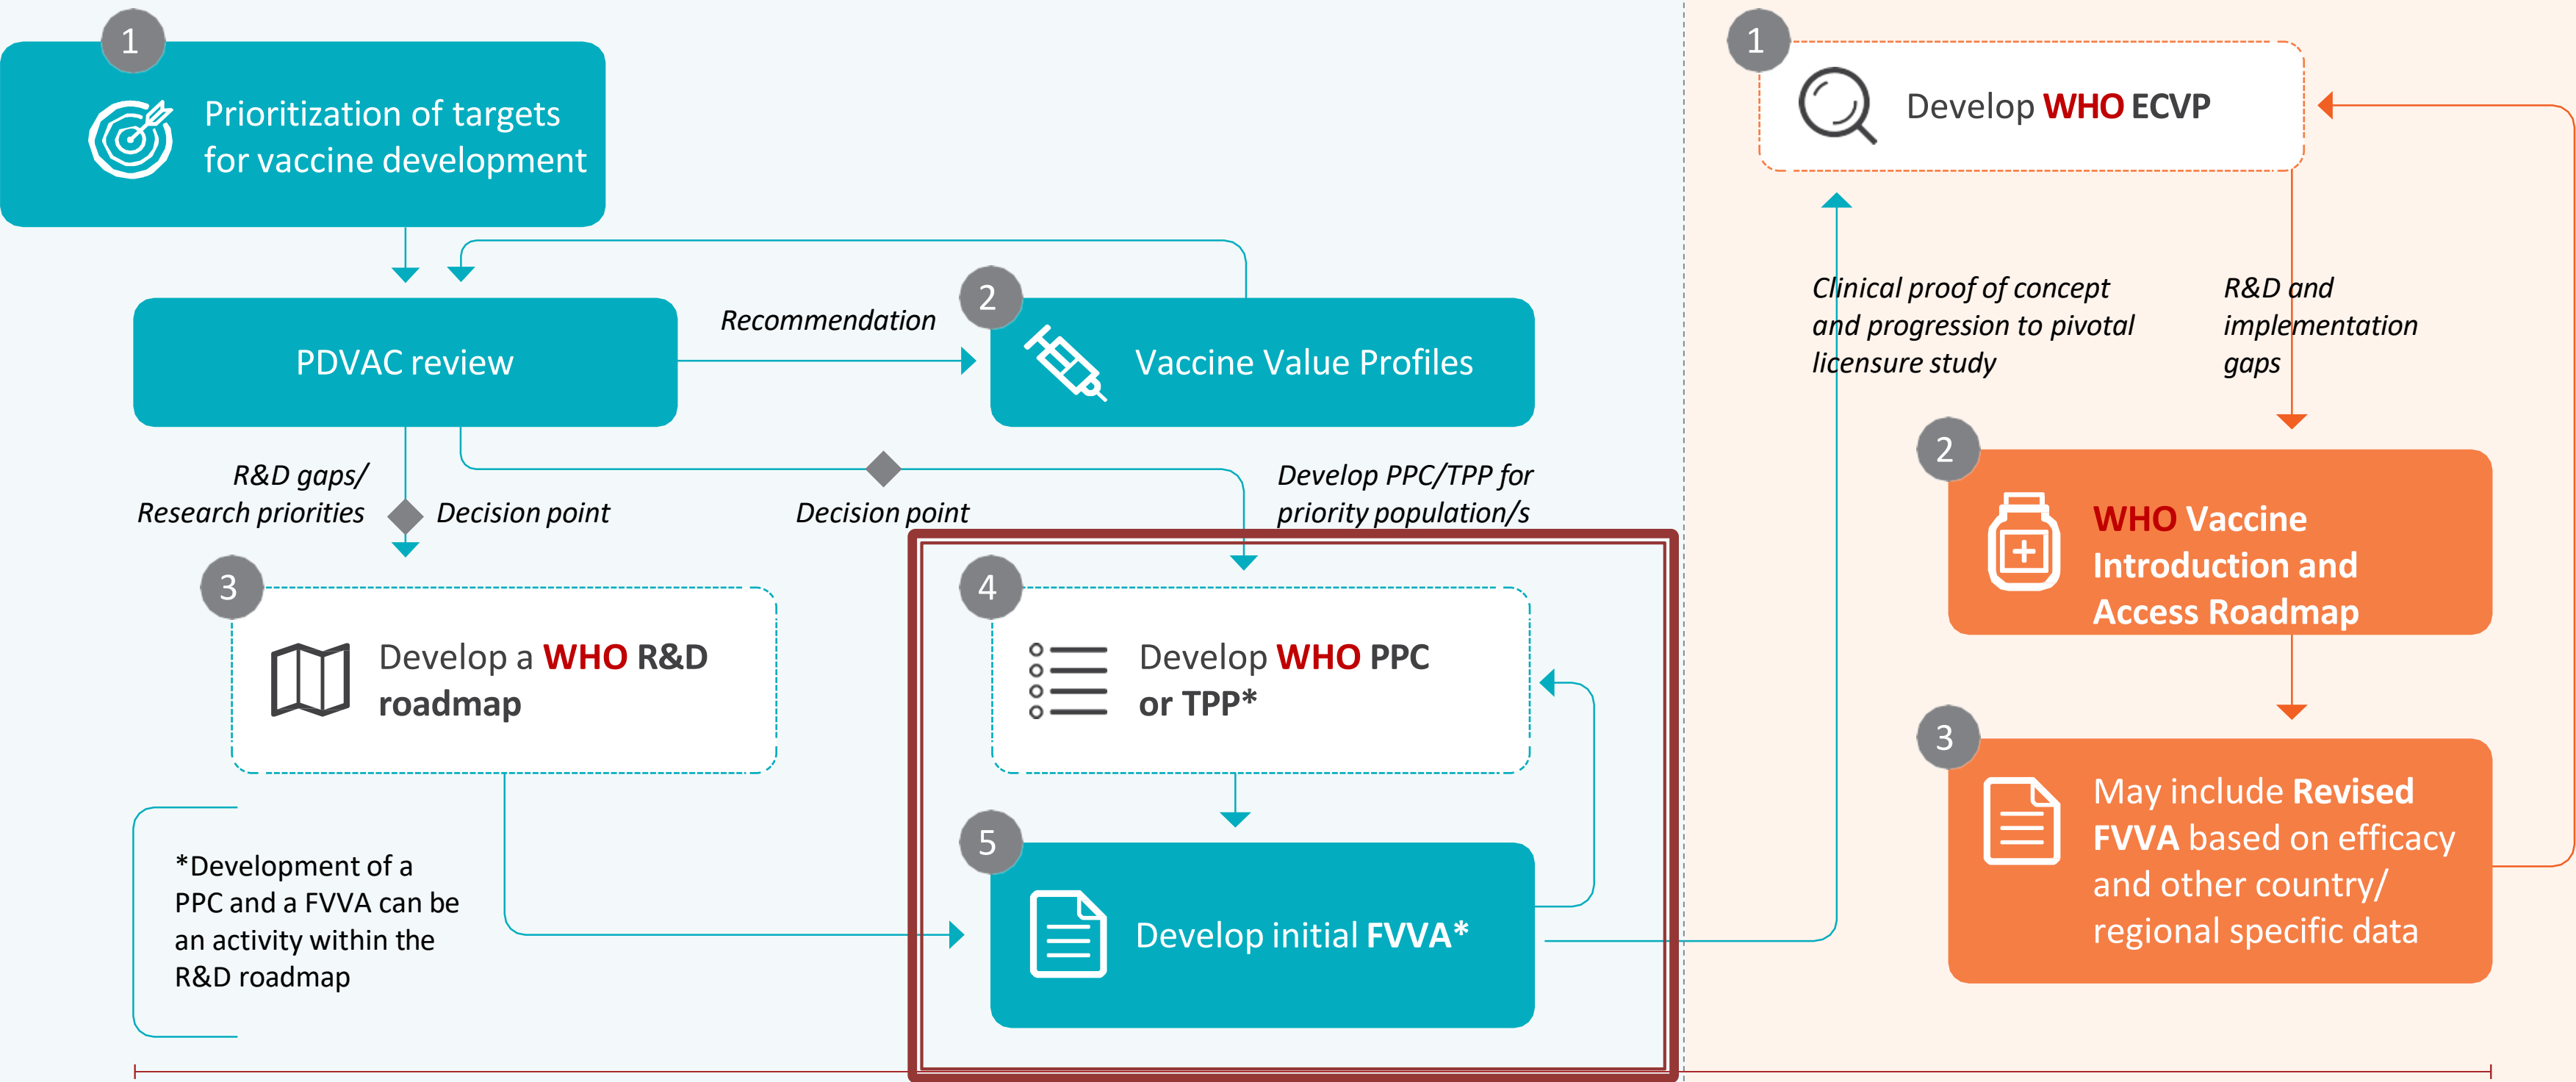 1
Prioritization of targets
for vaccine development
PDVAC review
Recommendation
2
Vaccine Value Profiles
R&D gaps/
Research priorities
Decision point
Decision point
Develop PPC/TPP for
priority population/s
3
Develop a WHO R&D
roadmap
4
Develop WHO PPC
or TPP*
*Development of a
PPC and a FVVA can be
an activity within the
R&D roadmap
5
Develop initial FVVA*
1
Develop WHO ECVP
Clinical proof of concept
and progression to pivotal
licensure study
R&D and
implementation
gaps
2
WHO Vaccine
Introduction and
Access Roadmap
3
May include Revised
FVVA based on efficacy
and other country/
regional specific data